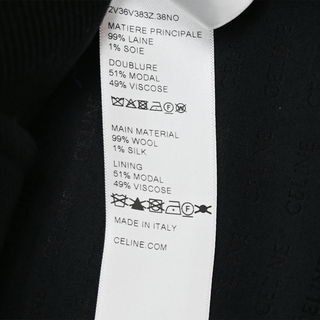 2V36V383Z.38NO
MATIERE PRINCIPALE
99% LAINE
1% SOIE
DOUBLURE
51% MODAL
49% VISCOSE
MAIN MATERIAL
99% WOOL
1% SILK
LINING
51% MODAL
49% VISCOSE
MADE IN ITALY
CELINE.COM